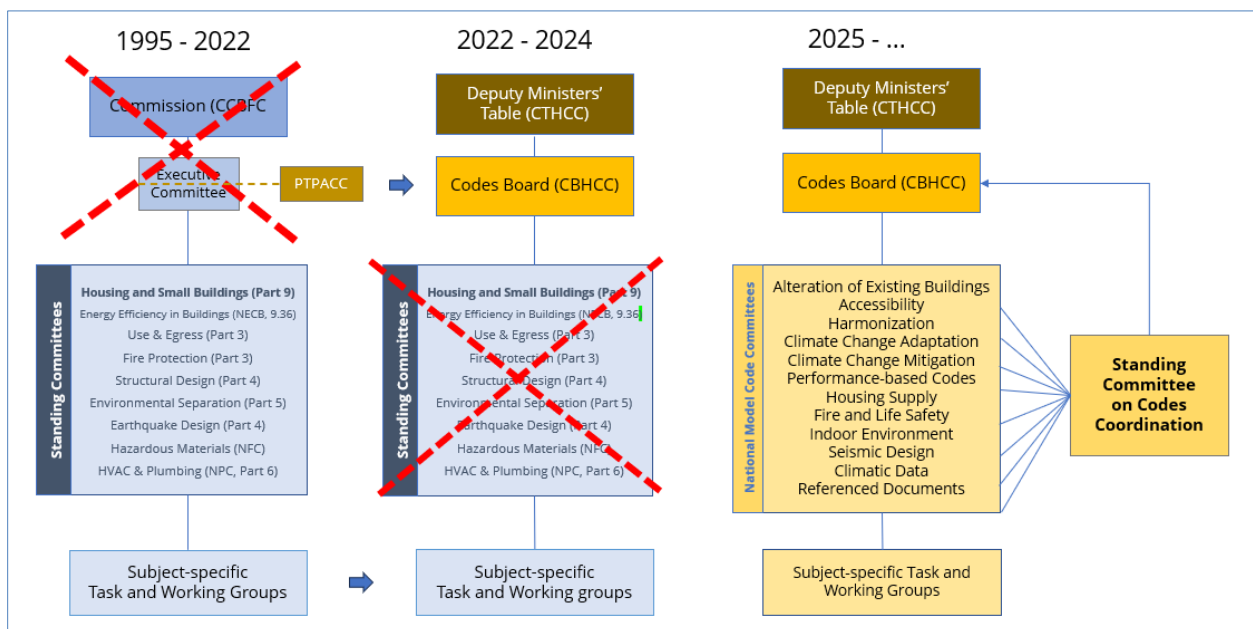 1995 - 2022
Commission (CCBFC
Executive
Committee
PTPACC
Standing Committees
Housing and Small Buildings (Part 9)
Energy Efficiency in Buildings (NECB, 9.36)
Use & Egress (Part 3)
Fire Protection (Part 3)
Structural Design (Part 4)
Environmental Separation (Part 5)
Earthquake Design (Part 4)
Hazardous Materials (NFC)
HVAC & Plumbing (NPC, Part 6)
Subject-specific
Task and Working Groups
2022 - 2024
Deputy Ministers'
Table (CTHCC)
Codes Board (CBHCC)
Standing Committees
Housing and Small Buildings (Part 9)
Energy Efficiency in Buildings (NECB, 9.36)
Use & Egress (Part 3)
Fire Protection (Part 3)
Structural Design (Part 4)
Environmental Separation (Part 5)
Earthquake Design (Part 4)
Hazardous Materials (NFC)
HVAC & Plumbing (NPC, Part 6)
Subject-specific
Task and Working groups
2025 - ...
Deputy Ministers'
Table (CTHCC)
Codes Board (CBHCC)
National Model Code Committees
Alteration of Existing Buildings
Accessibility
Harmonization
Climate Change Adaptation
Climate Change Mitigation
Performance-based Codes
Housing Supply
Fire and Life Safety
Indoor Environment
Seismic Design
Climatic Data
Referenced Documents
Standing
Committee
on Codes
Coordination
Subject-specific Task and
Working Groups